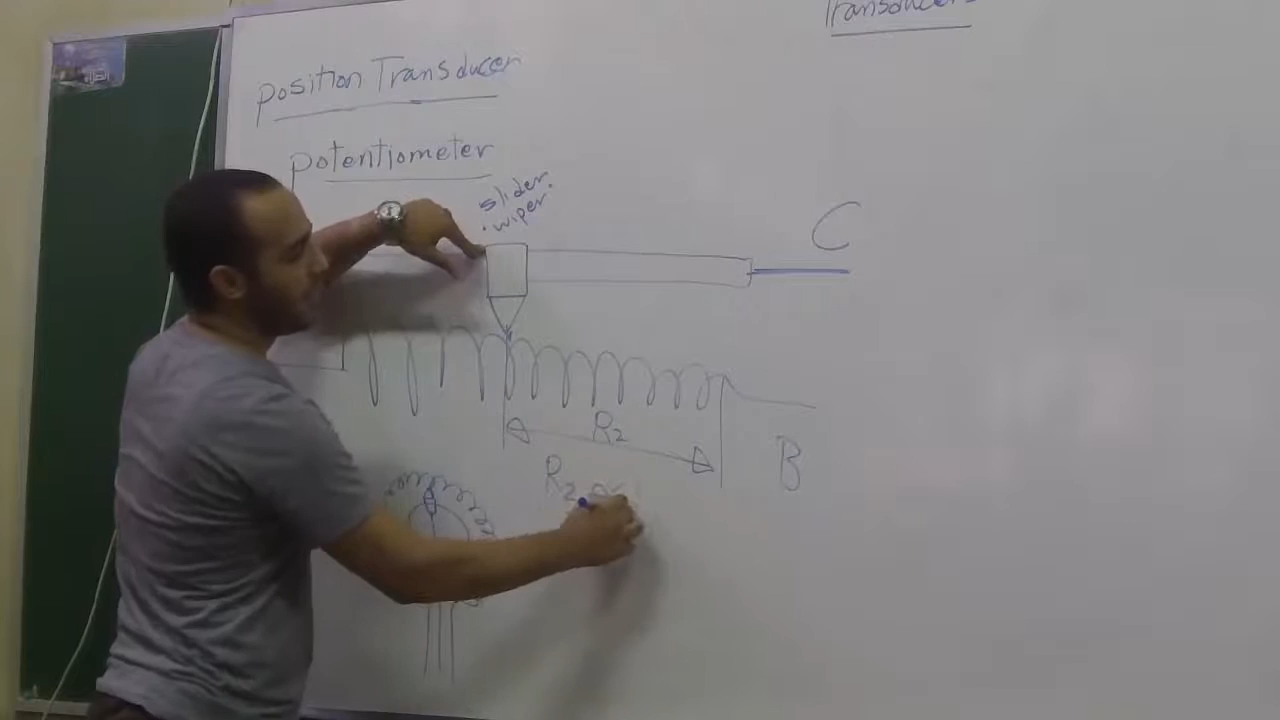 Transducers
Position Transducer
Potentiometer
slider
wiper
C
R2
B
R2 α